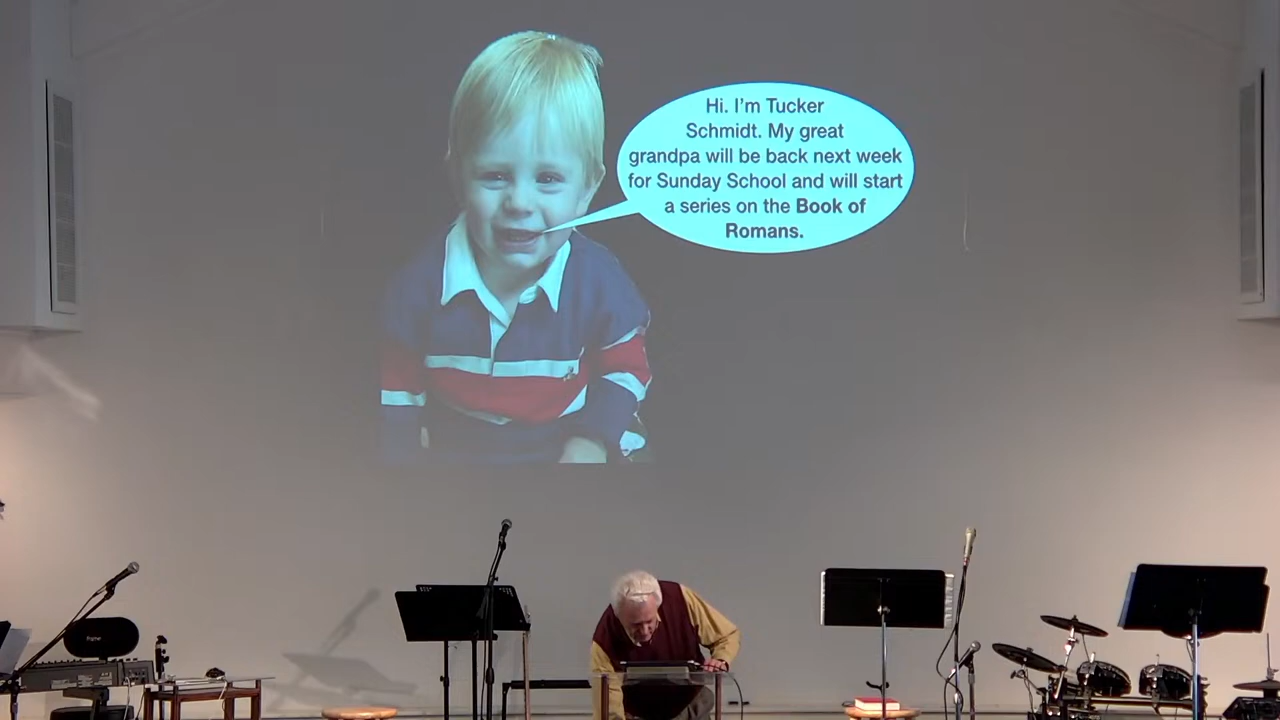 Hi. I'm Tucker
Schmidt. My great
grandpa will be back next week
for Sunday School and will start
a series on the Book of
Romans.